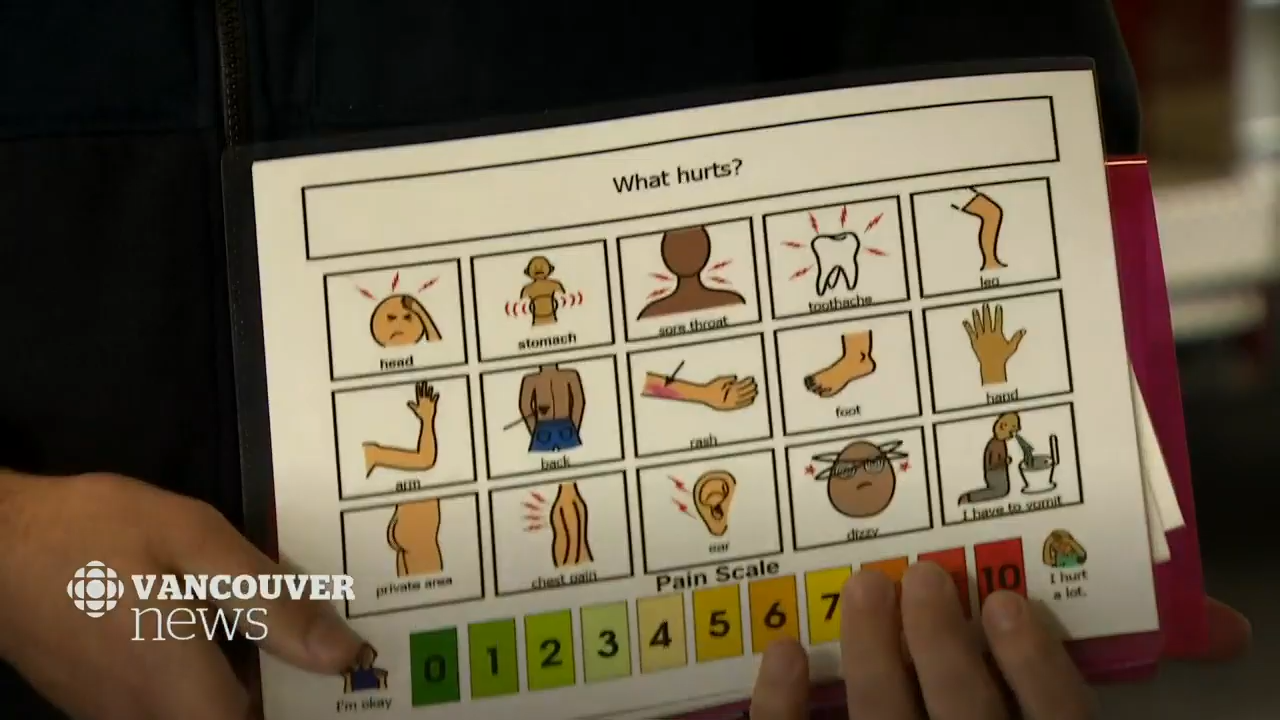 What hurts?
head
stomach
sore throat
toothache
leg
arm
back
rash
foot
hand
private area
chest pain
ear
dizzy
I have to vomit
Pain Scale
I'm okay
0 1 2 3 4 5 6 7 10
I hurt
a lot.
VANCOUVER
news